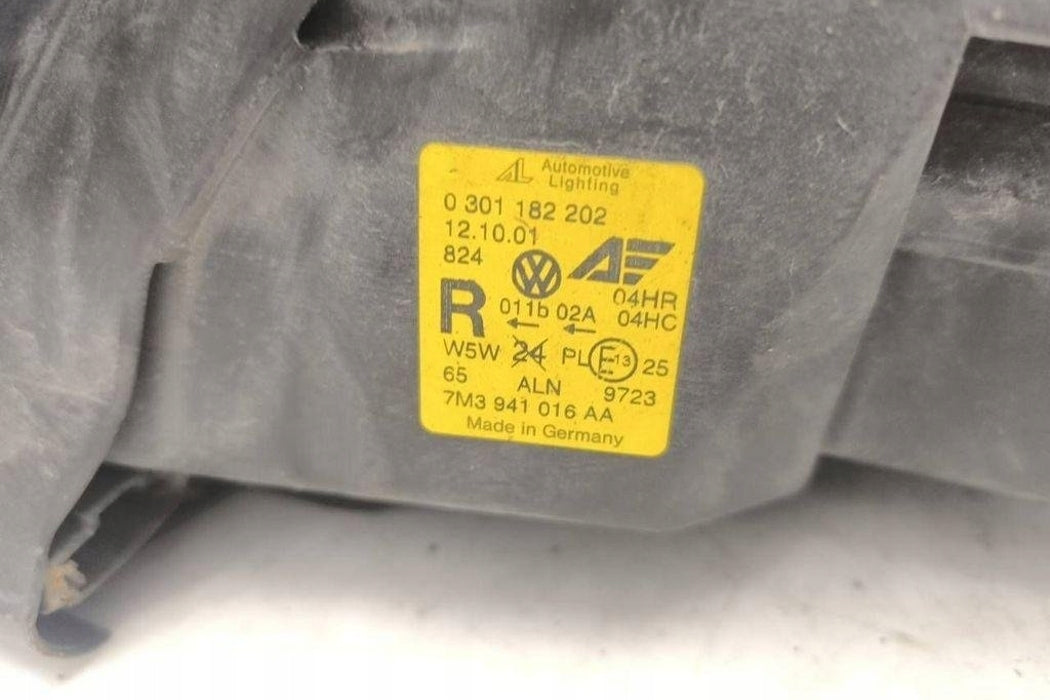 AL Automotive
Lighting
0 301 182 202
12.10.01
824
R
011b 02A
04HR
04HC
W5W 24 PL E13 25
65 ALN 9723
7M3 941 016 AA
Made in Germany